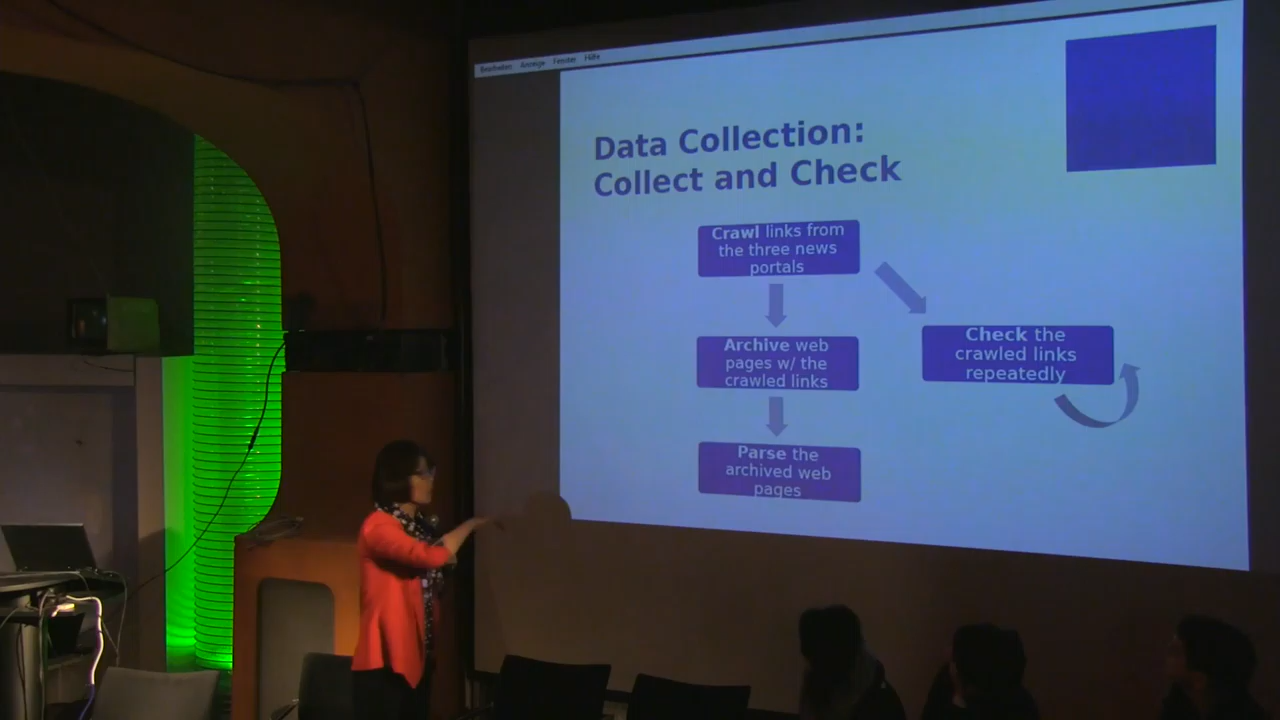 Bearbeiten Anzeige Fenster Hilfe
Data Collection:
Collect and Check
Crawl links from
the three news
portals
Archive web
pages w/ the
crawled links
Check the
crawled links
repeatedly
Parse the
archived web
pages